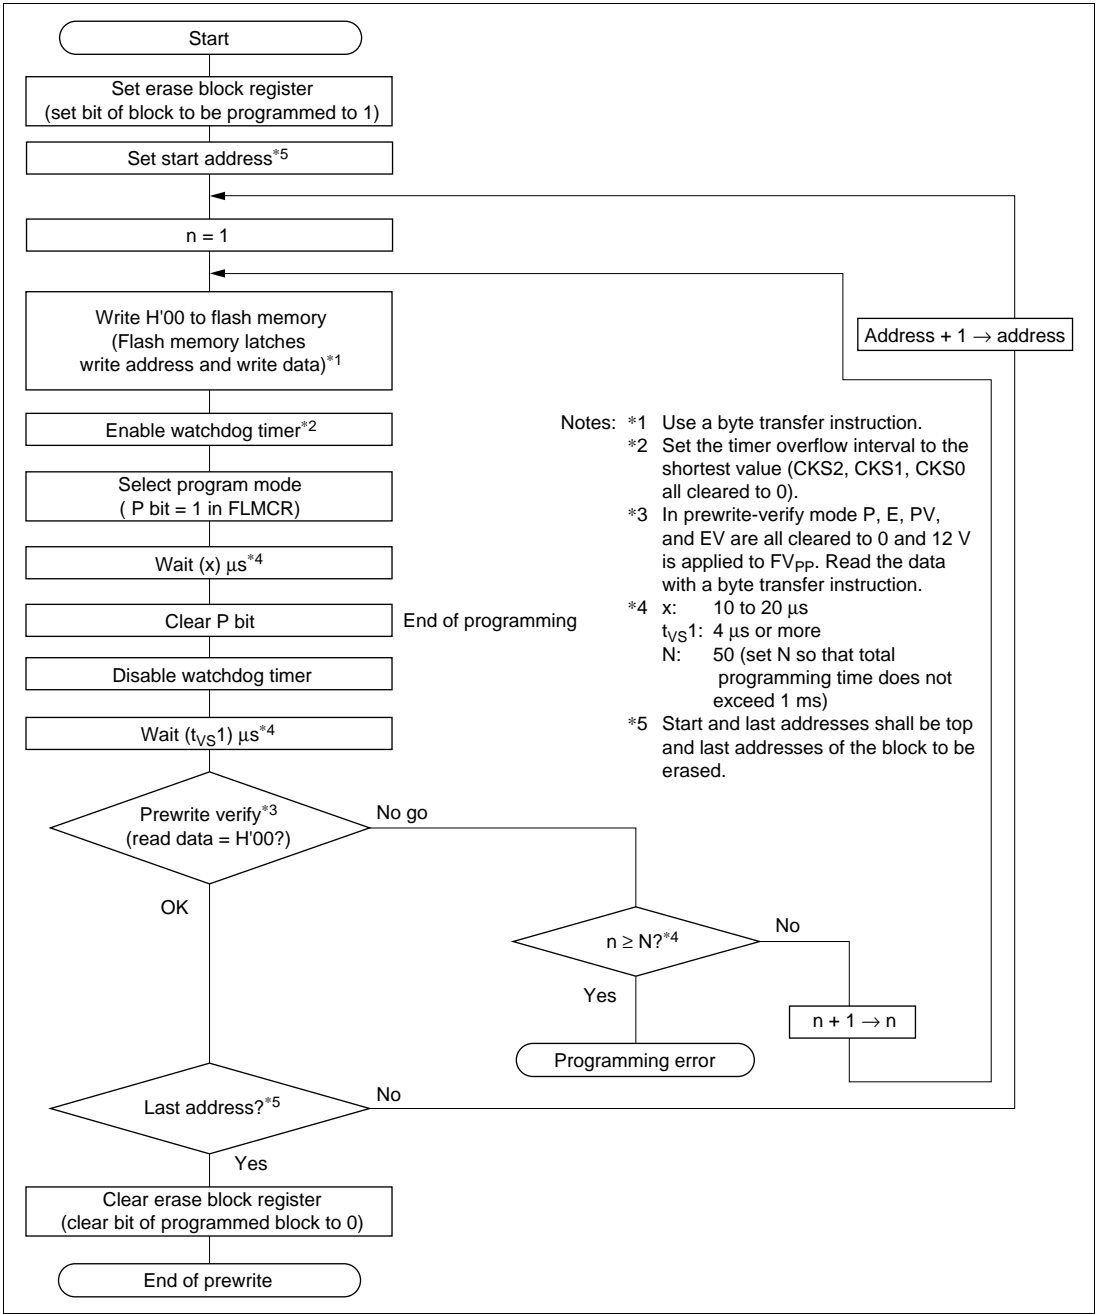 Start
Set erase block register
(set bit of block to be programmed to 1)
Set start address*5
n = 1
Write H'00 to flash memory
(Flash memory latches
write address and write data)*1
Address + 1 → address
Enable watchdog timer*2
Select program mode
( P bit = 1 in FLMCR)
Wait (x) μs*4
Clear P bit
End of programming
Disable watchdog timer
Wait (tVS1) μs*4
Notes: *1 Use a byte transfer instruction.
*2 Set the timer overflow interval to the
shortest value (CKS2, CKS1, CKS0
all cleared to 0).
*3 In prewrite-verify mode P, E, PV,
and EV are all cleared to 0 and 12 V
is applied to FVPP. Read the data
with a byte transfer instruction.
*4 x: 10 to 20 μs
tVS1: 4 μs or more
N: 50 (set N so that total
programming time does not
exceed 1 ms)
*5 Start and last addresses shall be top
and last addresses of the block to be
erased.
Prewrite verify*3
(read data = H'00?)
No go
OK
n ≥ N?*4
No
Yes
n + 1 → n
Programming error
Last address?*5
No
Yes
Clear erase block register
(clear bit of programmed block to 0)
End of prewrite